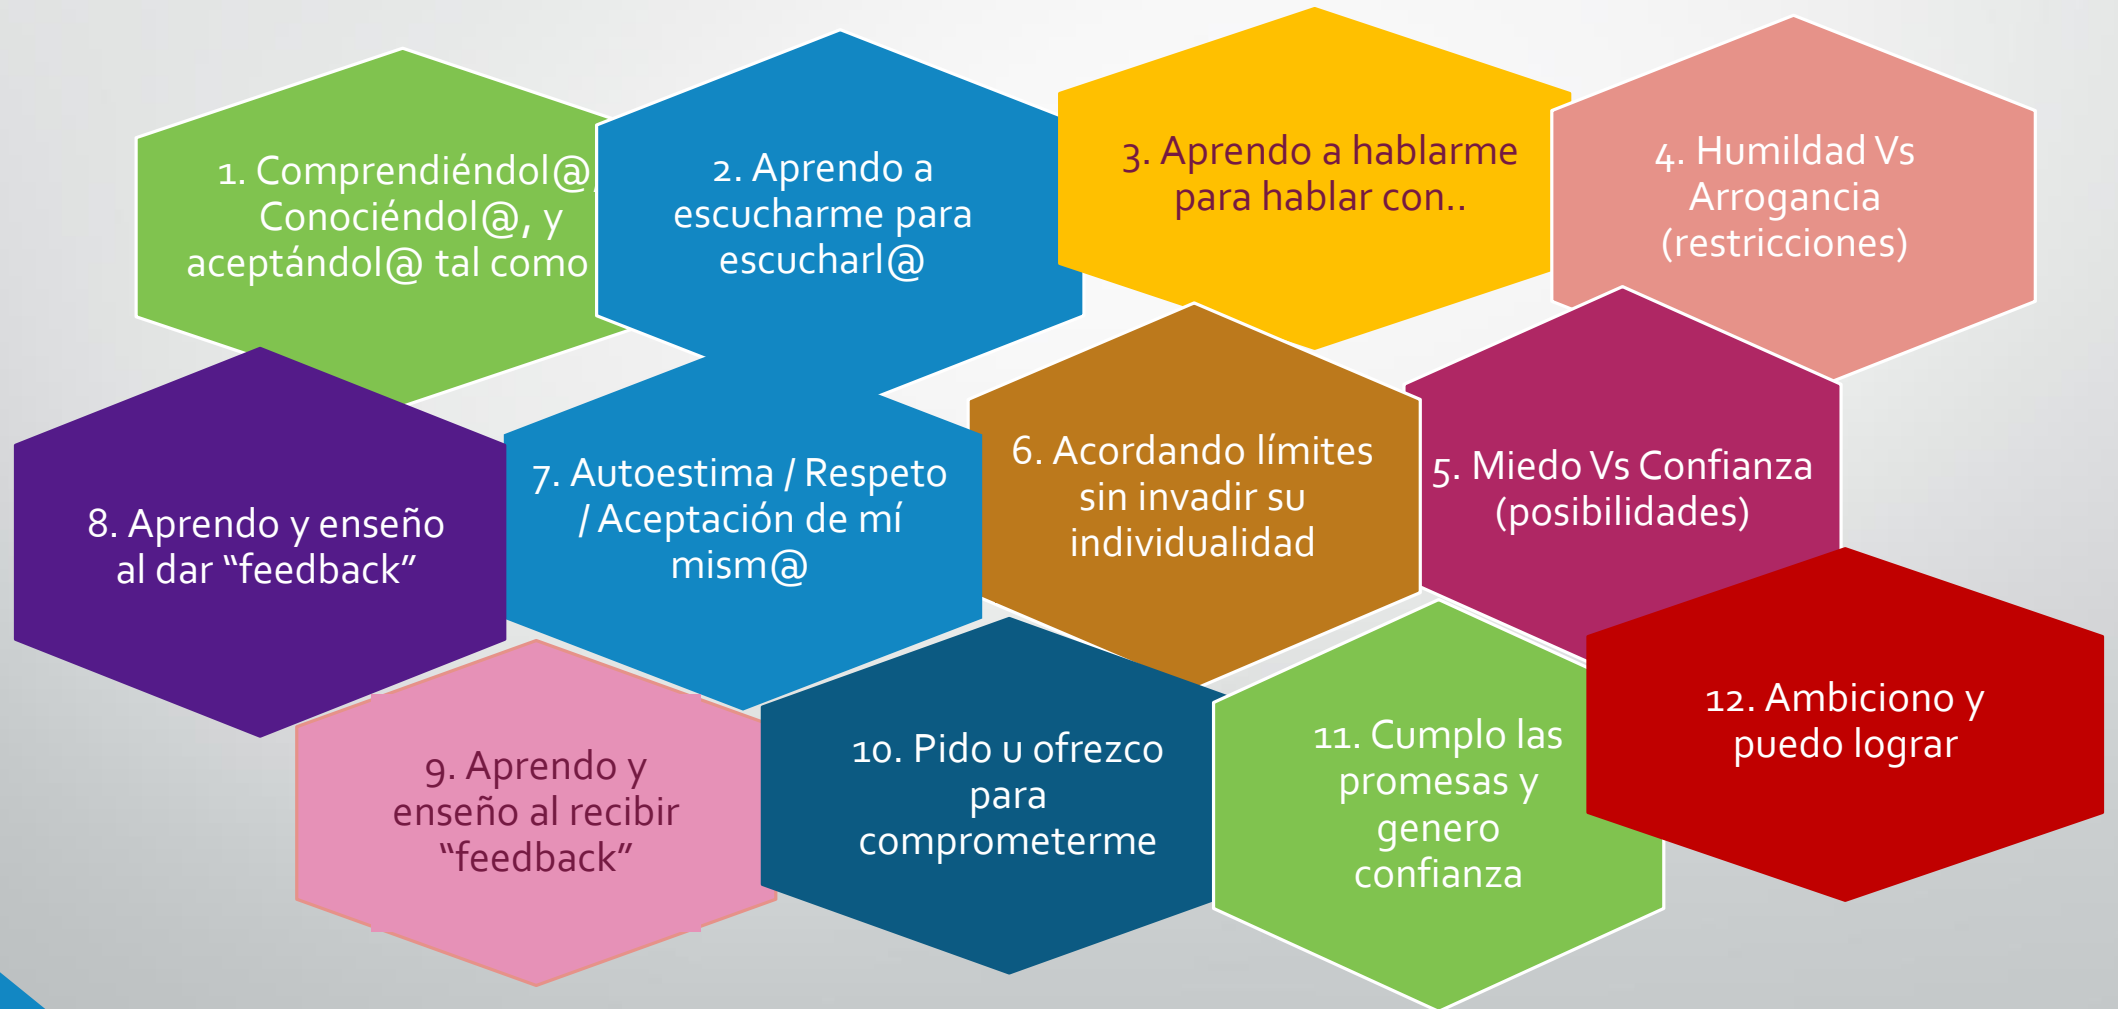 1. Comprendiéndol@,
Conociéndol@, y
aceptándol@ tal como
2. Aprendo a
escucharme para
escucharl@
3. Aprendo a hablarme
para hablar con..
4. Humildad Vs
Arrogancia
(restricciones)
5. Miedo Vs Confianza
(posibilidades)
6. Acordando límites
sin invadir su
individualidad
7. Autoestima / Respeto
/ Aceptación de mí
mism@
8. Aprendo y enseño
al dar “feedback”
9. Aprendo y
enseño al recibir
“feedback”
10. Pido u ofrezco
para
comprometerme
11. Cumplo las
promesas y
genero
confianza
12. Ambiciono y
puedo lograr